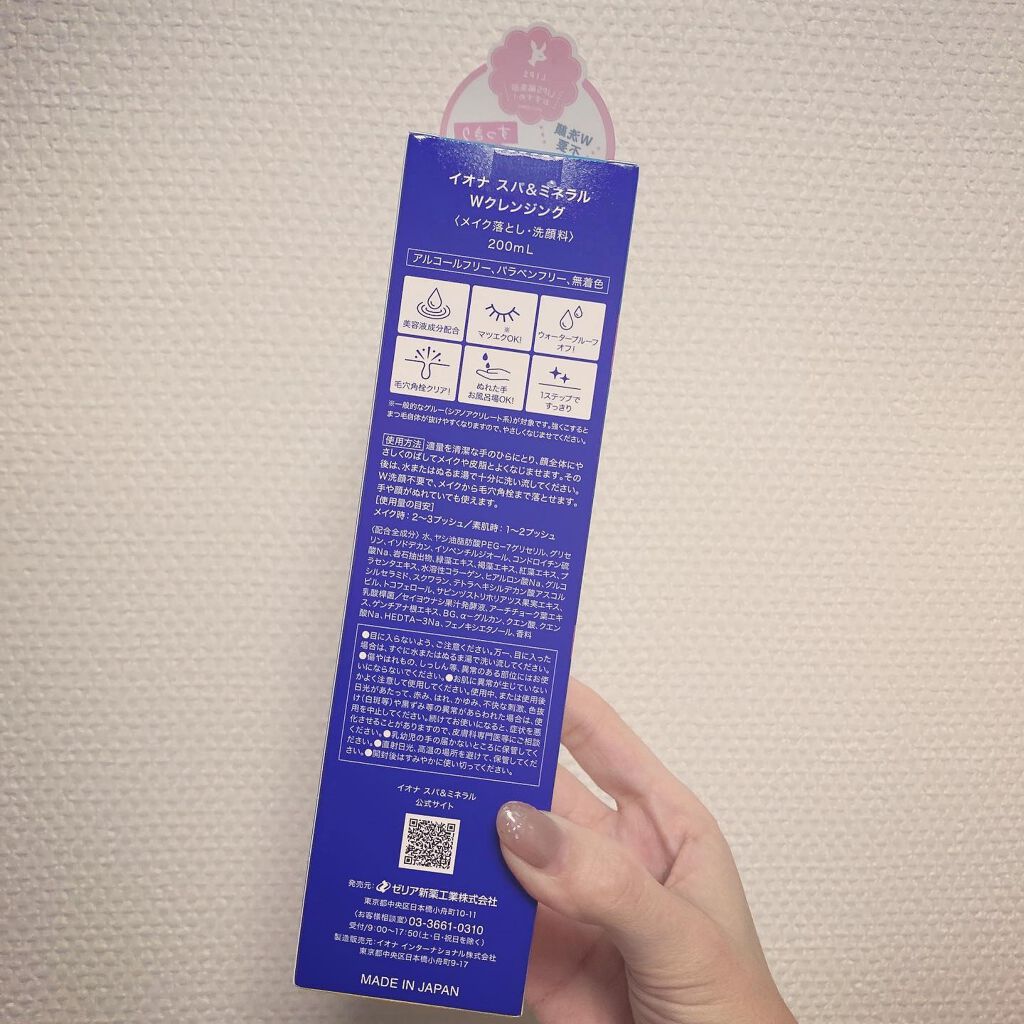 LIPS
LIPS編集部
おすすめ!
W洗顔
不要
すっきり
イオナ スパ&ミネラル
Wクレンジング
〈メイク落とし・洗顔料〉
200mL
アルコールフリー、パラベンフリー、無着色
美容液成分配合
※
マツエクOK!
ウォータープルーフ
オフ!
毛穴角栓クリア!
ぬれた手
お風呂場OK!
1ステップで
すっきり
※一般的なグルー(シアノアクリレート系)が対象です。強くこすると
まつ毛自体が抜けやすくなりますので、やさしくなじませてください。
使用方法 適量を清潔な手のひらにとり、顔全体にや
さしくのばしてメイクや皮脂とよくなじませます。その
後は、水またはぬるま湯で十分に洗い流してください。
W洗顔不要で、メイクから毛穴角栓まで落とせます。
手や顔がぬれていても使えます。
[使用量の目安]
メイク時:2~3プッシュ/素肌時:1~2プッシュ
〈配合全成分〉水、ヤシ油脂肪酸PEG-7グリセリル、グリセ
リン、イソドデカン、イソペンチルジオール、コンドロイチン硫
酸Na、岩石抽出物、緑藻エキス、褐藻エキス、紅藻エキス、プ
ラセンタエキス、水溶性コラーゲン、ヒアルロン酸Na、グルコ
シルセラミド、スクワラン、テトラヘキシルデカン酸アスコル
ビル、トコフェロール、サピンヅストリホリアツス果実エキス、
乳酸桿菌/セイヨウナシ果汁発酵液、アーチチョーク葉エキ
ス、ゲンチアナ根エキス、BG、α-グルカン、クエン酸、クエン
酸Na、HEDTA-3Na、フェノキシエタノール、香料
●目に入らないよう、ご注意ください。万一、目に入った
場合は、すぐに水またはぬるま湯で洗い流してください。
●傷やはれもの、しっしん等、異常のある部位にはお使
いにならないでください。●お肌に異常が生じていない
かよく注意して使用してください。使用中、または使用後
日光があたって、赤み、はれ、かゆみ、不快な刺激、色抜
け(白斑等)や黒ずみ等の異常があらわれた場合は、使
用を中止してください。続けてお使いになると、症状を悪
化させることがありますので、皮膚科専門医等にご相談
ください。●乳幼児の手の届かないところに保管してく
ださい。●直射日光、高温の場所を避けて、保管してくだ
さい。●開封後はすみやかに使い切ってください。
イオナ スパ&ミネラル
公式サイト
発売元:ゼリア新薬工業株式会社
東京都中央区日本橋小舟町10-11
〈お客様相談室〉03-3661-0310
受付/9:00~17:50(土・日・祝日を除く)
製造販売元:イオナ インターナショナル株式会社
東京都中央区日本橋小舟町9-17
MADE IN JAPAN